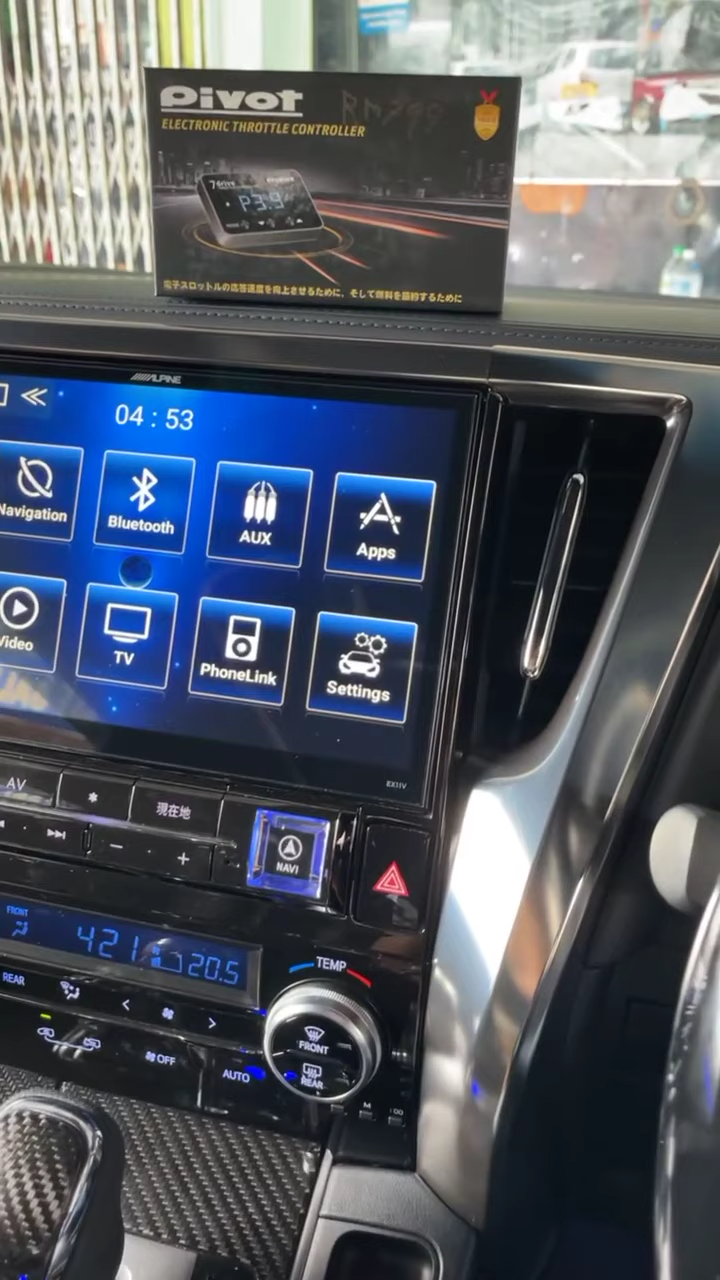 Pivot
ELECTRONIC THROTTLE CONTROLLER
7 drive
P3.9
電子スロットルの応答速度を向上させるために、そして燃料を節約するために
ALPINE
04 : 53
Navigation
Bluetooth
AUX
Apps
Video
TV
PhoneLink
Settings
EX11V
AV
現在地
NAVI
FRONT
421
20.5
REAR
TEMP
FRONT
REAR
OFF
AUTO
M
:00